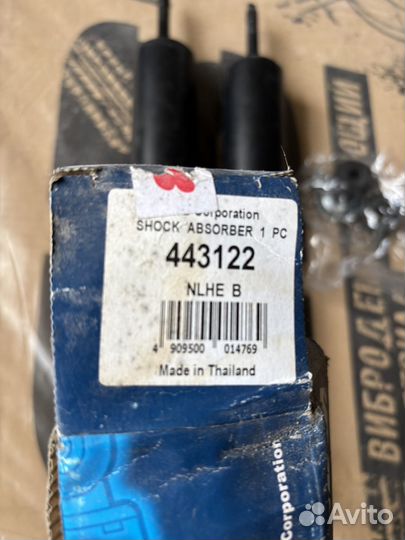 Corporation
SHOCK ABSORBER 1 PC
443122
NLHE B
4 909500 014769
Made in Thailand
Corporation
ВИБРОДЕ
Avito